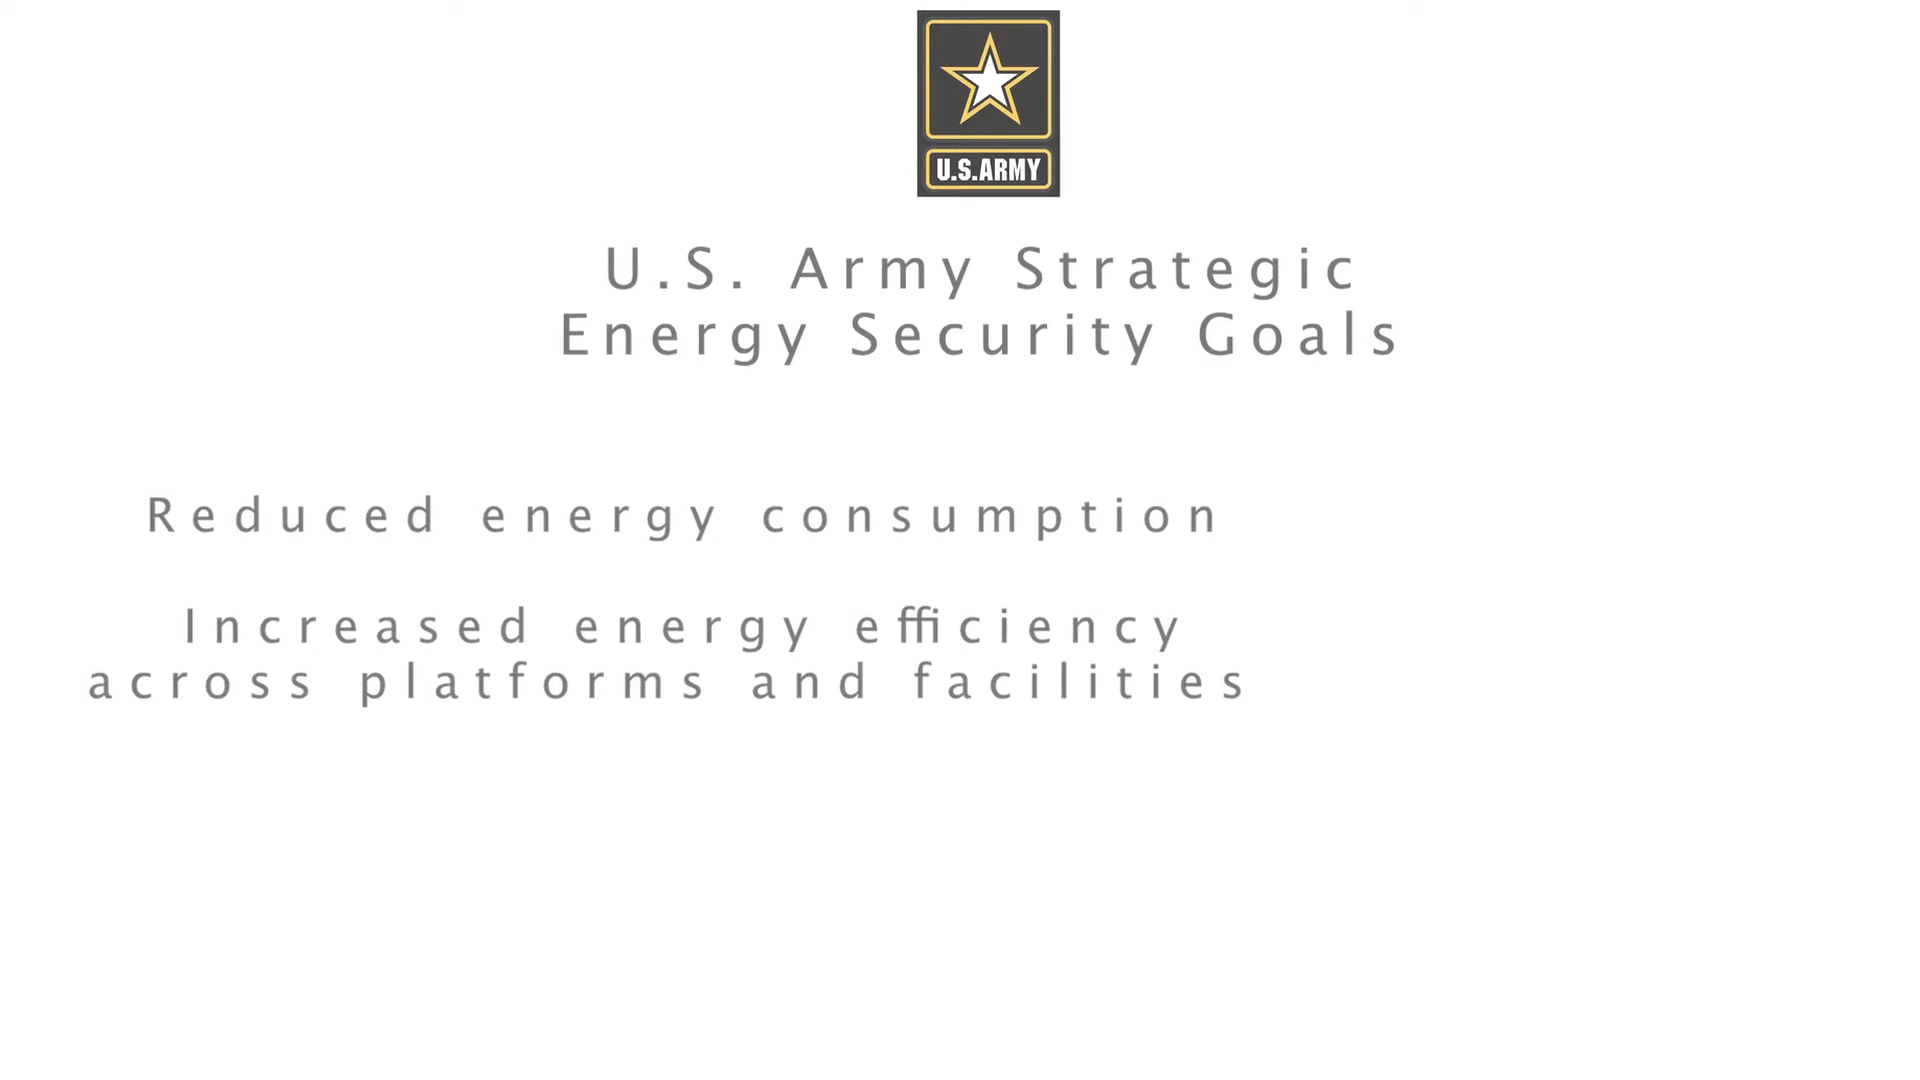 U.S.ARMY
U.S. Army Strategic
Energy Security Goals
Reduced energy consumption
Increased energy efficiency
across platforms and facilities